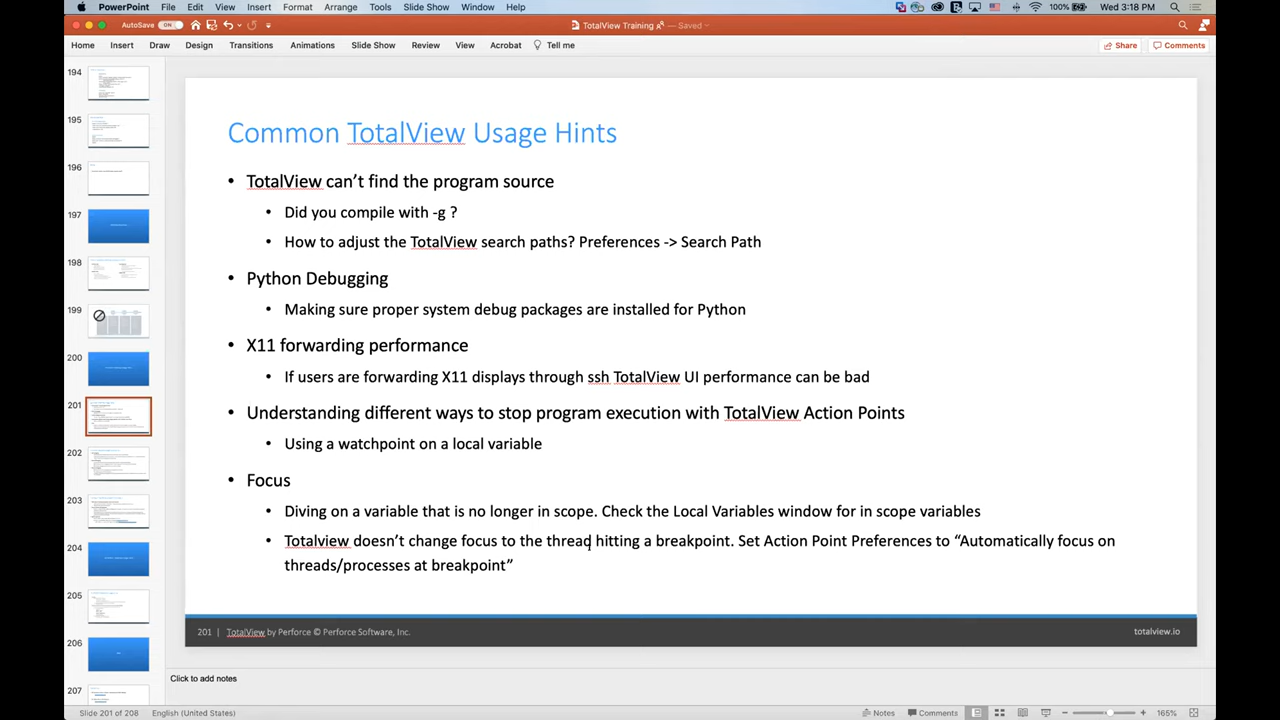 PowerPoint File Edit View Insert Format Arrange Tools Slide Show Window Help 100% Wed 3:18 PM
AutoSave ON TotalView Training — Saved
Home Insert Draw Design Transitions Animations Slide Show Review View Acrobat Tell me Share Comments
194
195
196
197
198
199
200
201
202
203
204
205
206
207
Common TotalView Usage Hints
• TotalView can’t find the program source
• Did you compile with -g ?
• How to adjust the TotalView search paths? Preferences -> Search Path
• Python Debugging
• Making sure proper system debug packages are installed for Python
• X11 forwarding performance
• If users are forwarding X11 displays through ssh TotalView UI performance can be bad
• Understanding different ways to stop program execution with TotalView Action Points
• Using a watchpoint on a local variable
• Focus
• Diving on a variable that is no longer in scope. Check the Local Variables window for in scope variables
• Totalview doesn’t change focus to the thread hitting a breakpoint. Set Action Point Preferences to “Automatically focus on
threads/processes at breakpoint”
201 | TotalView by Perforce © Perforce Software, Inc. totalview.io
Click to add notes
Slide 201 of 208 English (United States) Notes Comments 165%